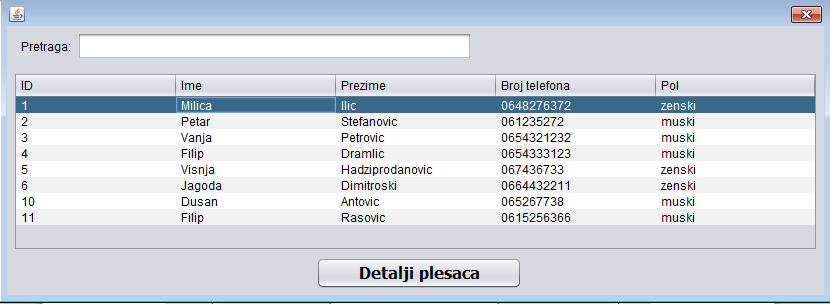 Pretraga:
ID Ime Prezime Broj telefona Pol
1 Milica Ilic 0648276372 zenski
2 Petar Stefanovic 061235272 muski
3 Vanja Petrovic 0654321232 muski
4 Filip Dramlic 0654333123 muski
5 Visnja Hadziprodanovic 067436733 zenski
6 Jagoda Dimitroski 0664432211 zenski
10 Dusan Antovic 065267738 muski
11 Filip Rasovic 0615256366 muski
Detalji plesaca